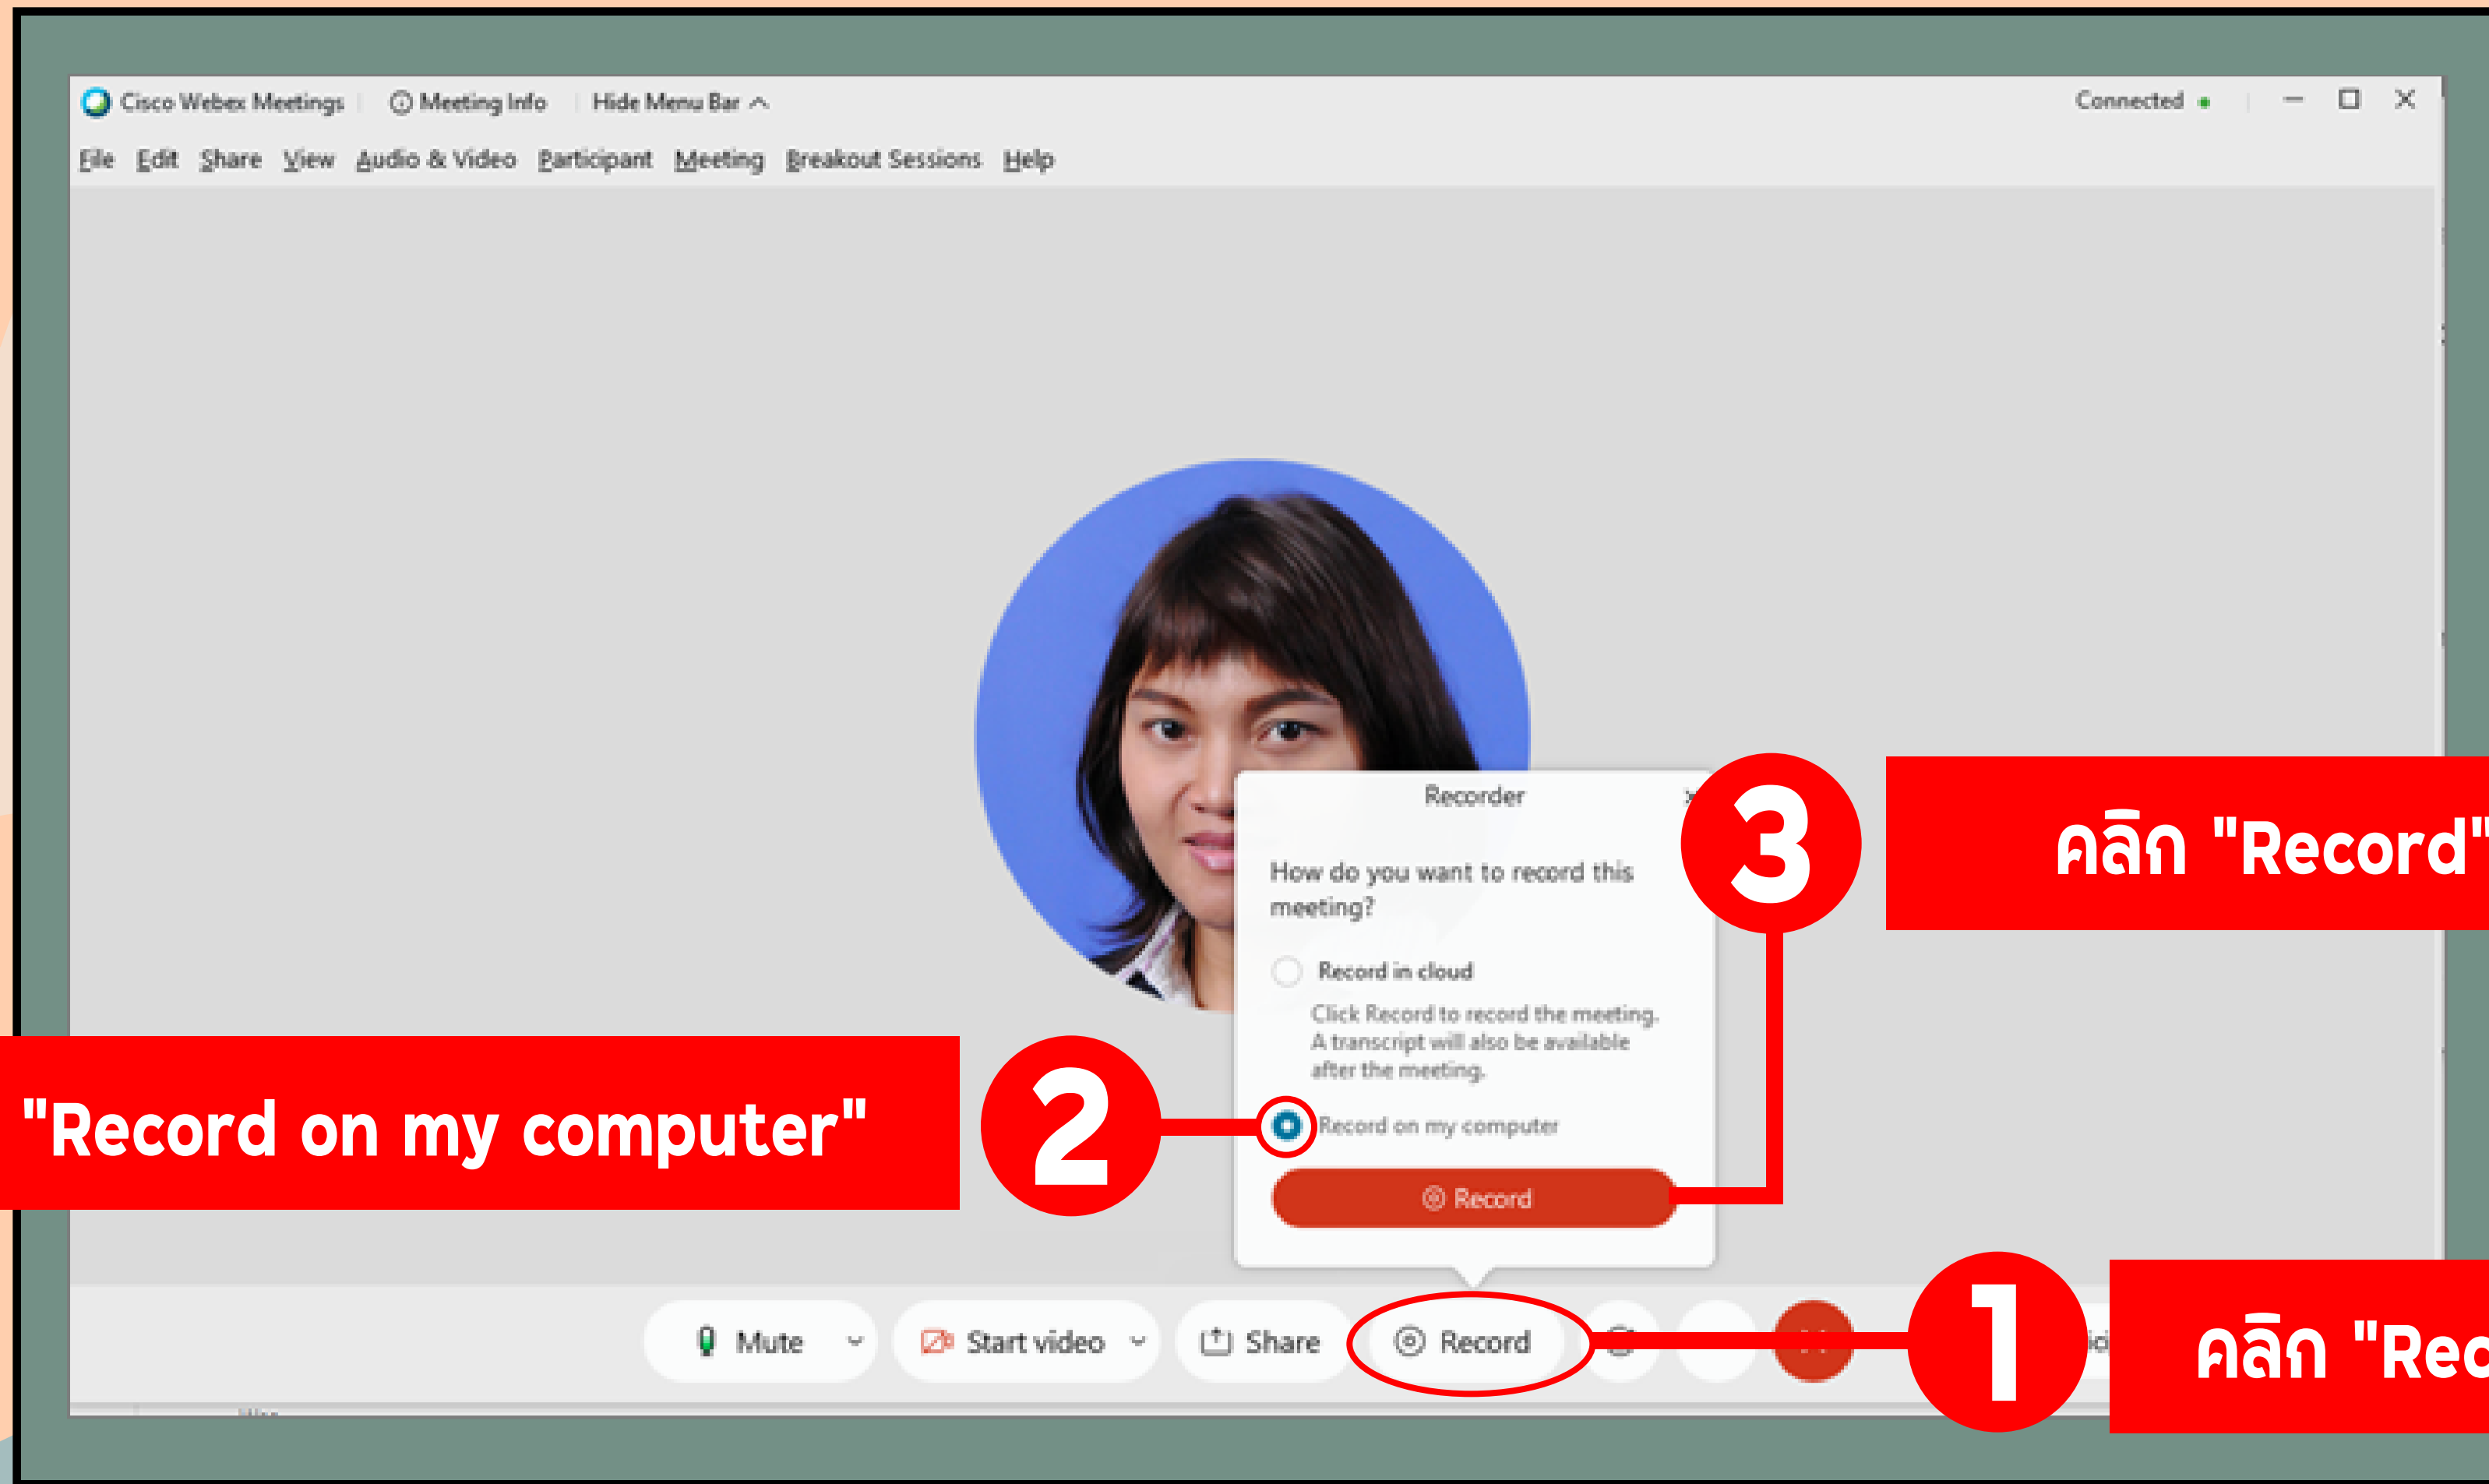 Cisco Webex Meetings Meeting Info Hide Menu Bar Connected
File Edit Share View Audio & Video Participant Meeting Breakout Sessions Help
Recorder
3
คลิก "Record"
How do you want to record this
meeting?
Record in cloud
Click Record to record the meeting.
A transcript will also be available
after the meeting.
"Record on my computer"
2
Record on my computer
Record
Mute Start video Share Record
1
คลิก "Rec